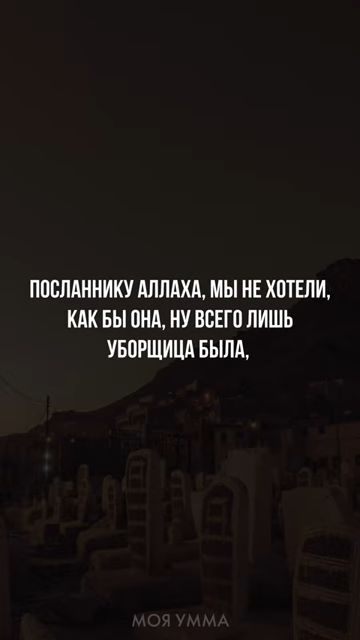 ПОСЛАННИКУ АЛЛАХА, МЫ НЕ ХОТЕЛИ,
КАК БЫ ОНА, НУ ВСЕГО ЛИШЬ
УБОРЩИЦА БЫЛА,
МОЯ УММА